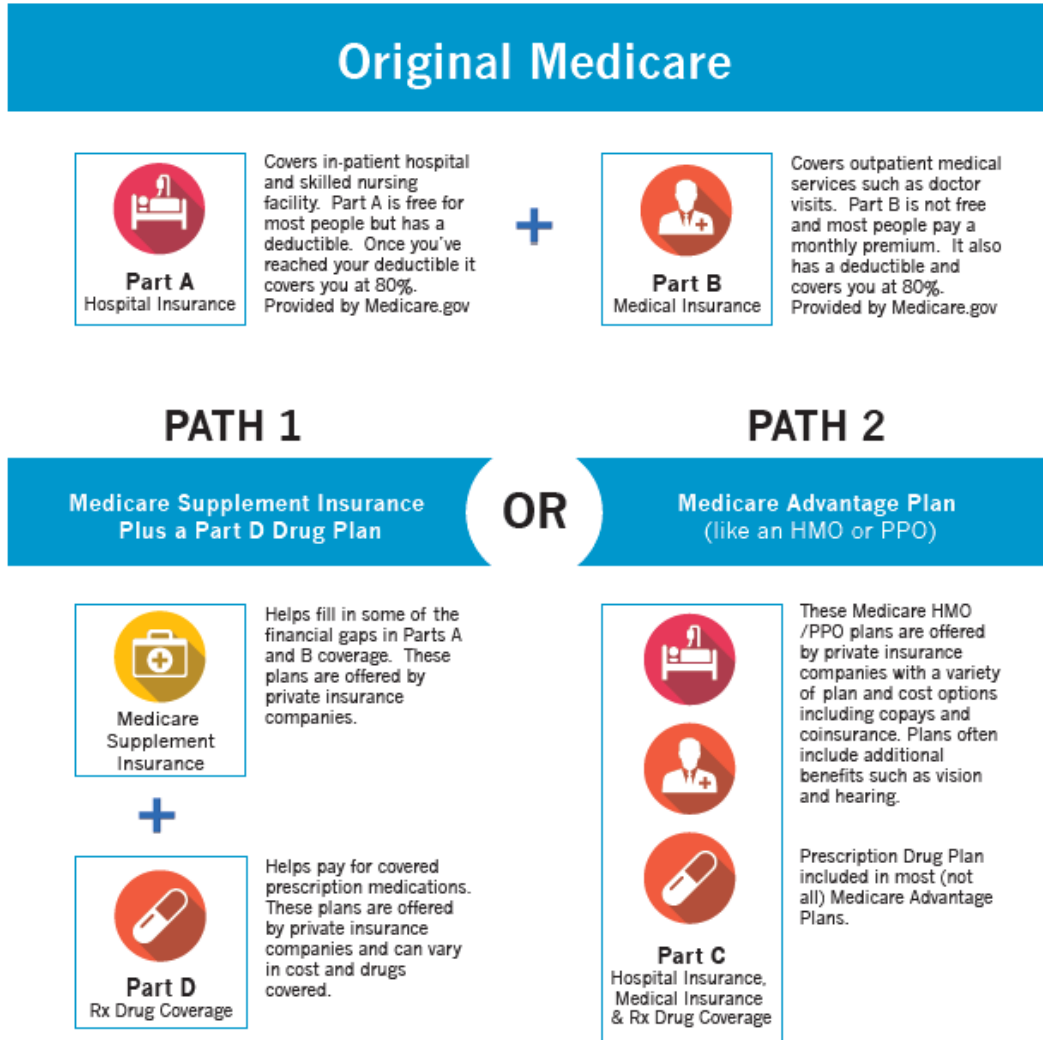 Original Medicare
Part A
Hospital Insurance
Covers in-patient hospital
and skilled nursing
facility. Part A is free for
most people but has a
deductible. Once you've
reached your deductible it
covers you at 80%.
Provided by Medicare.gov
+
Part B
Medical Insurance
Covers outpatient medical
services such as doctor
visits. Part B is not free
and most people pay a
monthly premium. It also
has a deductible and
covers you at 80%.
Provided by Medicare.gov
PATH 1
Medicare Supplement Insurance
Plus a Part D Drug Plan
OR
PATH 2
Medicare Advantage Plan
(like an HMO or PPO)
Medicare
Supplement
Insurance
Helps fill in some of the
financial gaps in Parts A
and B coverage. These
plans are offered by
private insurance
companies.
+
Part D
Rx Drug Coverage
Helps pay for covered
prescription medications.
These plans are offered
by private insurance
companies and can vary
in cost and drugs
covered.
Part C
Hospital Insurance,
Medical Insurance
& Rx Drug Coverage
These Medicare HMO
/PPO plans are offered
by private insurance
companies with a variety
of plan and cost options
including copays and
coinsurance. Plans often
include additional
benefits such as vision
and hearing.
Prescription Drug Plan
included in most (not
all) Medicare Advantage
Plans.